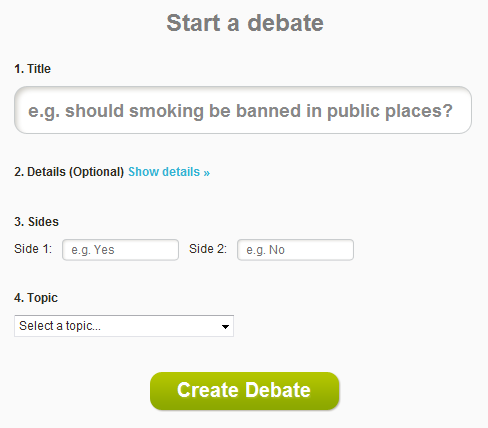 Start a debate
1. Title
e.g. should smoking be banned in public places?
2. Details (Optional) Show details »
3. Sides
Side 1: e.g. Yes Side 2: e.g. No
4. Topic
Select a topic...
Create Debate